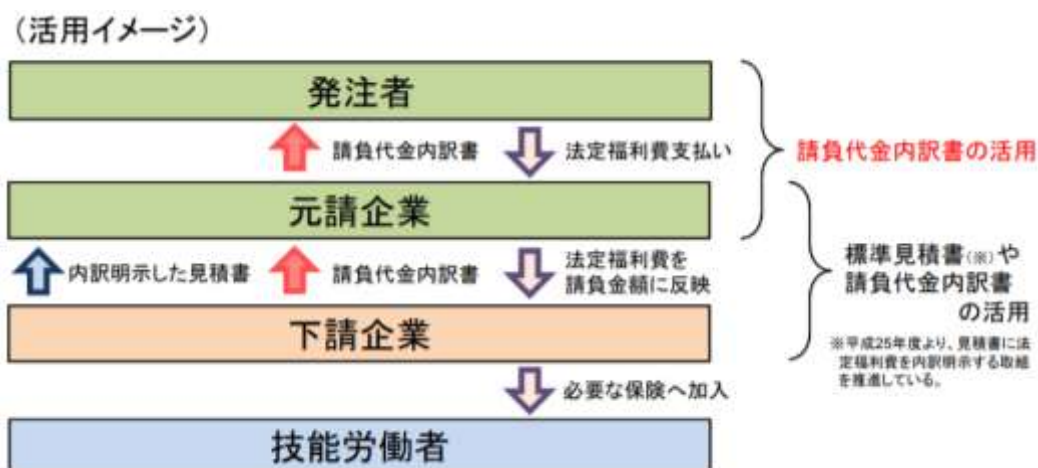 （活用イメージ）
発注者
請負代金内訳書
法定福利費支払い
請負代金内訳書の活用
元請企業
内訳明示した見積書
請負代金内訳書
法定福利費を
請負金額に反映
標準見積書(※)や
請負代金内訳書
の活用
※平成25年度より、見積書に法
定福利費を内訳明示する取組
を推進している。
下請企業
必要な保険へ加入
技能労働者